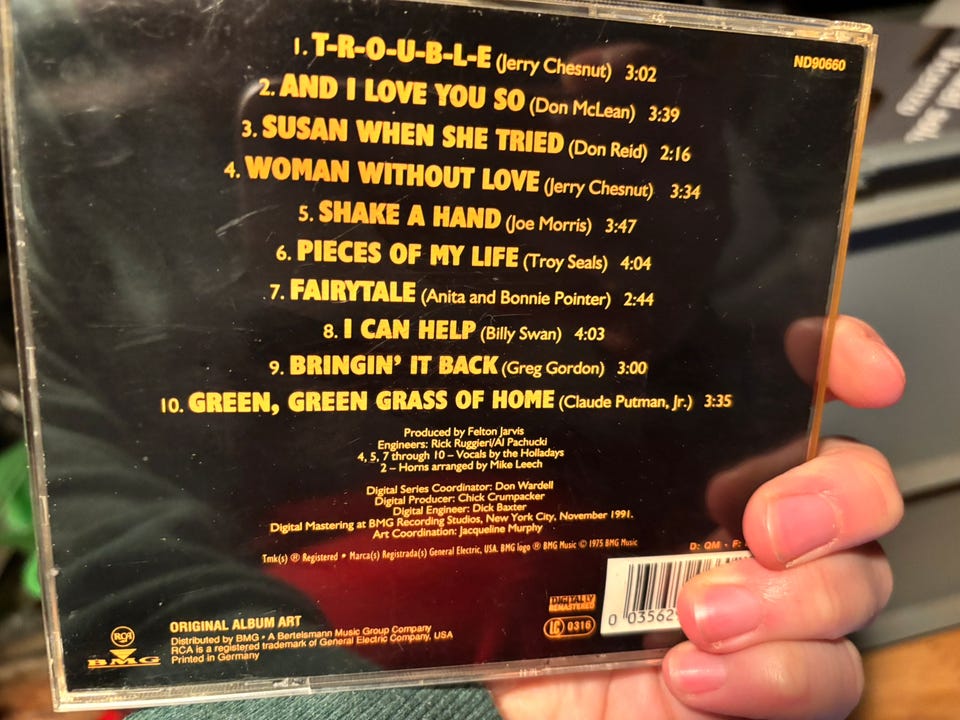 1. T-R-O-U-B-L-E (Jerry Chesnut) 3:02
ND90660
2. AND I LOVE YOU SO (Don McLean) 3:39
3. SUSAN WHEN SHE TRIED (Don Reid) 2:16
4. WOMAN WITHOUT LOVE (Jerry Chesnut) 3:34
5. SHAKE A HAND (Joe Morris) 3:47
6. PIECES OF MY LIFE (Troy Seals) 4:04
7. FAIRYTALE (Anita and Bonnie Pointer) 2:44
8. I CAN HELP (Billy Swan) 4:03
9. BRINGIN' IT BACK (Greg Gordon) 3:00
10. GREEN, GREEN GRASS OF HOME (Claude Putman, Jr.) 3:35
Produced by Felton Jarvis
Engineers: Rick Ruggieri/Al Pachucki
4, 5, 7 through 10 – Vocals by the Holladays
2 – Horns arranged by Mike Leech
Digital Series Coordinator: Don Wardell
Digital Producer: Chick Crumpacker
Digital Engineer: Dick Baxter
Digital Mastering at BMG Recording Studios, New York City, November 1991.
Art Coordination: Jacqueline Murphy
Tmk(s) ® Registered • Marca(s) Registrada(s) General Electric, USA. BMG logo ® BMG Music © 1975 BMG Music
D: QM · F:
DIGITALLY
REMASTERED
LC 0316
0 03562
ORIGINAL ALBUM ART
Distributed by BMG • A Bertelsmann Music Group Company
RCA is a registered trademark of General Electric Company, USA
Printed in Germany
RCA
BMG